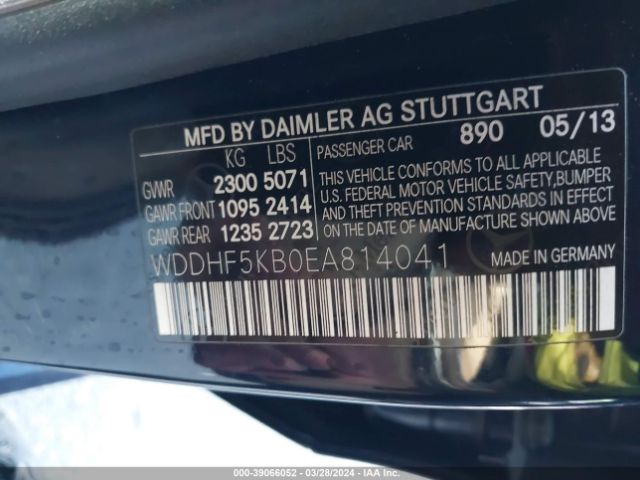 MFD BY DAIMLER AG STUTTGART
KG LBS PASSENGER CAR 890 05/13
GVWR 2300 5071
GAWR FRONT 1095 2414
GAWR REAR 1235 2723
THIS VEHICLE CONFORMS TO ALL APPLICABLE
U.S. FEDERAL MOTOR VEHICLE SAFETY,BUMPER
AND THEFT PREVENTION STANDARDS IN EFFECT
ON THE DATE OF MANUFACTURE SHOWN ABOVE
WDDHF5KB0EA814041 MADE IN GERMANY
000-39066052 - 03/28/2024 - IAA Inc.